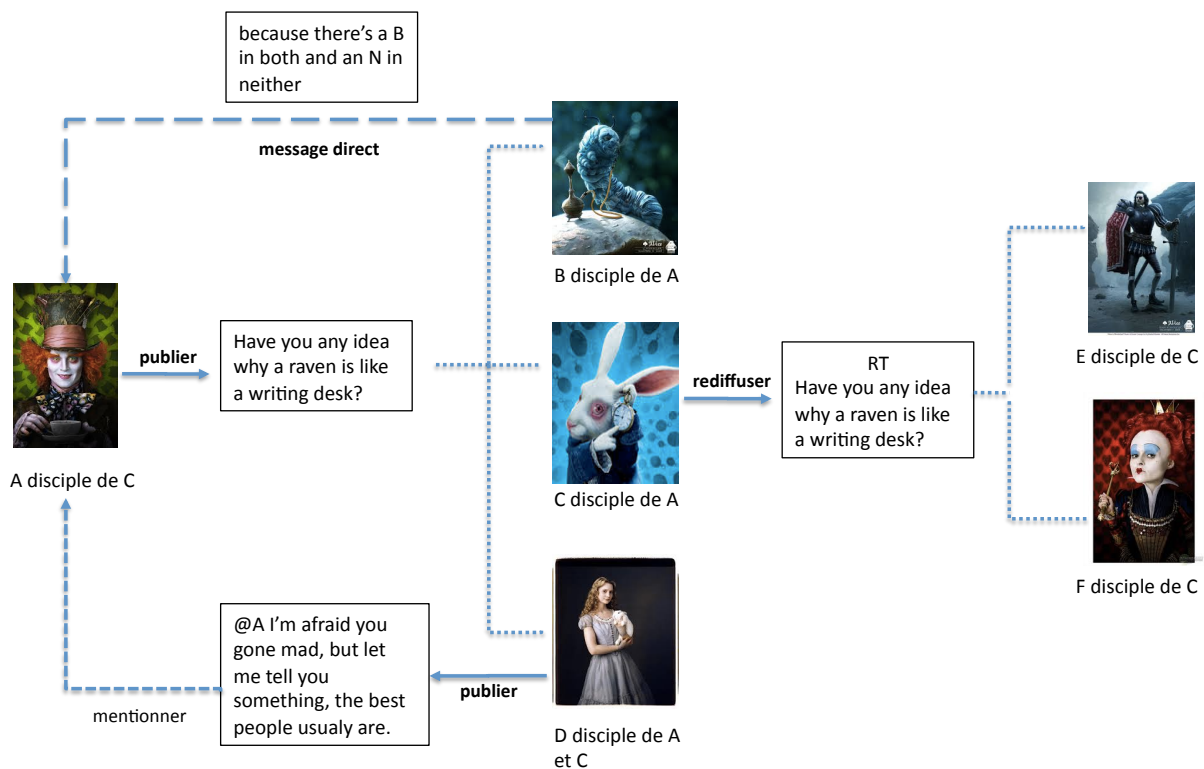 because there's a B
in both and an N in
neither
message direct
B disciple de A
publier
Have you any idea
why a raven is like
a writing desk?
A disciple de C
C disciple de A
rediffuser
RT
Have you any idea
why a raven is like
a writing desk?
E disciple de C
F disciple de C
@A I'm afraid you
gone mad, but let
me tell you
something, the best
people usualy are.
mentionner
publier
D disciple de A
et C